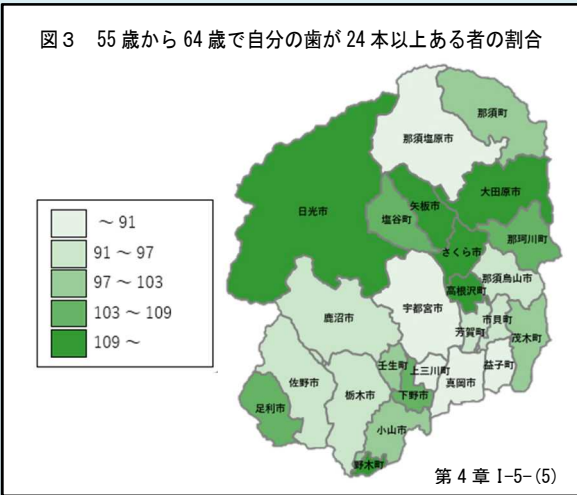 図3 55歳から64歳で自分の歯が24本以上ある者の割合
那須町
那須塩原市
大田原市
日光市
矢板市
塩谷町
那珂川町
さくら市
那須烏山市
高根沢町
宇都宮市
鹿沼市
市貝町
芳賀町
茂木町
壬生町
上三川町
益子町
真岡市
佐野市
栃木市
下野市
足利市
小山市
野木町
~ 91
91 ~ 97
97 ~ 103
103 ~ 109
109 ~
第4章 I-5-(5)